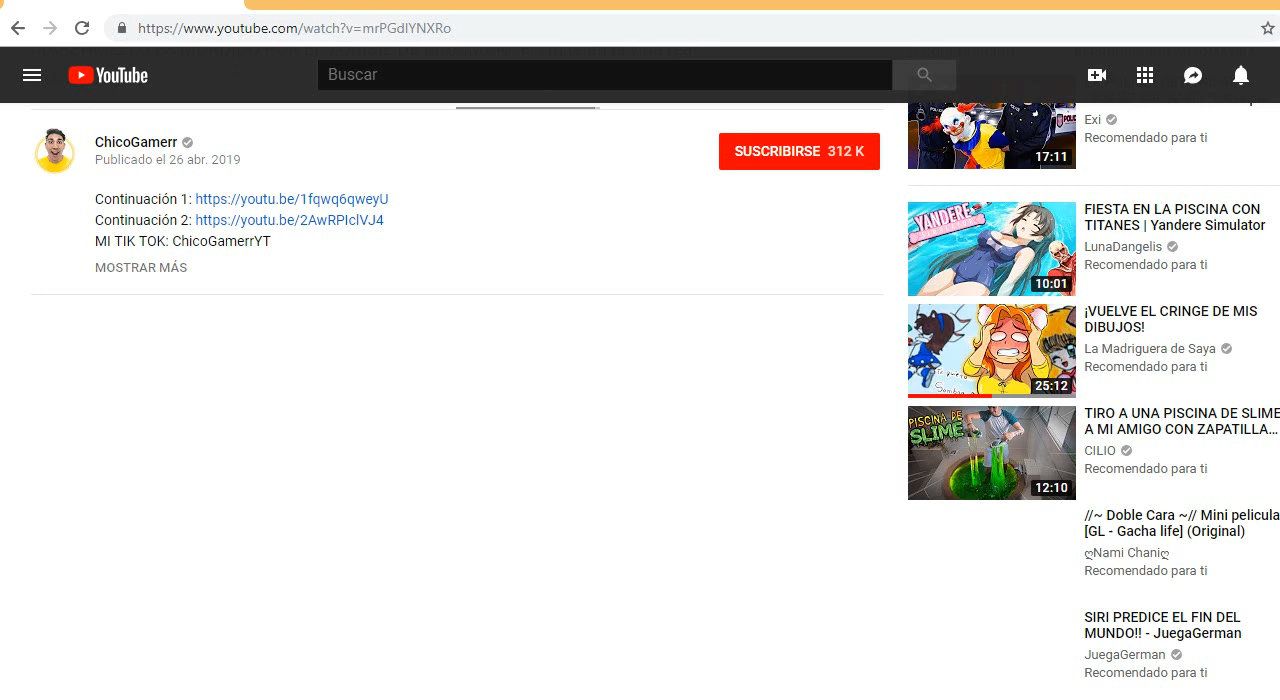 https://www.youtube.com/watch?v=mrPGdlYNXRo
YouTube
Buscar
ChicoGamerr
Publicado el 26 abr. 2019
SUSCRIBIRSE 312 K
Continuación 1: https://youtu.be/1fqwq6qweyU
Continuación 2: https://youtu.be/2AwRPIclVJ4
MI TIK TOK: ChicoGamerrYT
MOSTRAR MÁS
17:11
Exi
Recomendado para ti
YANDERE
10:01
FIESTA EN LA PISCINA CON
TITANES | Yandere Simulator
LunaDangelis
Recomendado para ti
25:12
¡VUELVE EL CRINGE DE MIS
DIBUJOS!
La Madriguera de Saya
Recomendado para ti
PISCINA DE
SLIME
12:10
TIRO A UNA PISCINA DE SLIME
A MI AMIGO CON ZAPATILLA...
CILIO
Recomendado para ti
//~ Doble Cara ~// Mini pelicula
[GL - Gacha life] (Original)
ღNami Chaniღ
Recomendado para ti
SIRI PREDICE EL FIN DEL
MUNDO!! - JuegaGerman
JuegaGerman
Recomendado para ti